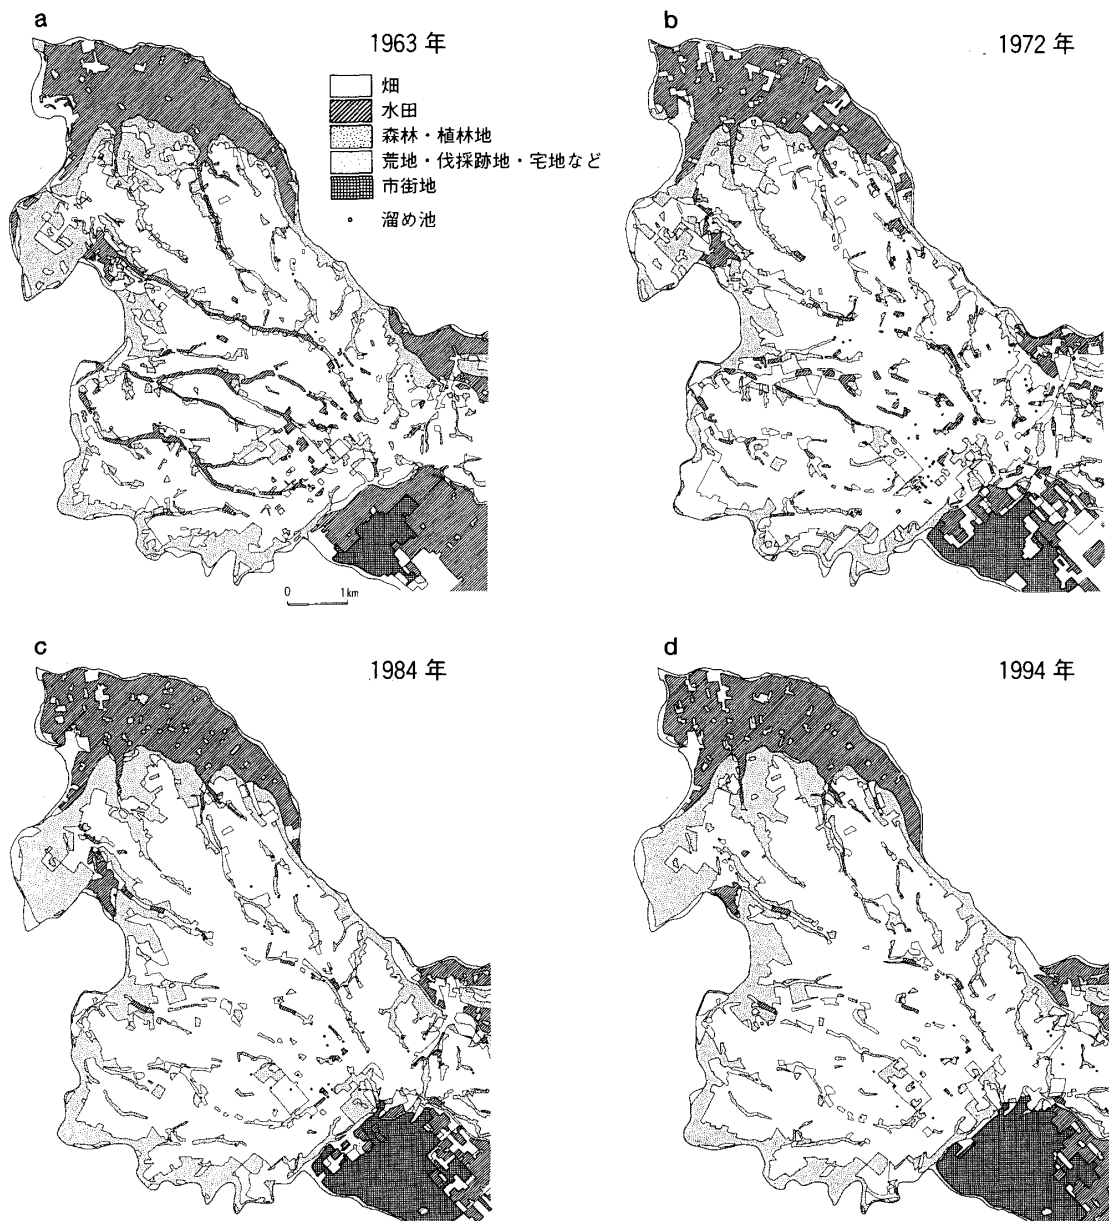 a
1963 年
畑
水田
森林・植林地
荒地・伐採跡地・宅地など
市街地
溜め池
0 1km
b
1972 年
c
1984 年
d
1994 年